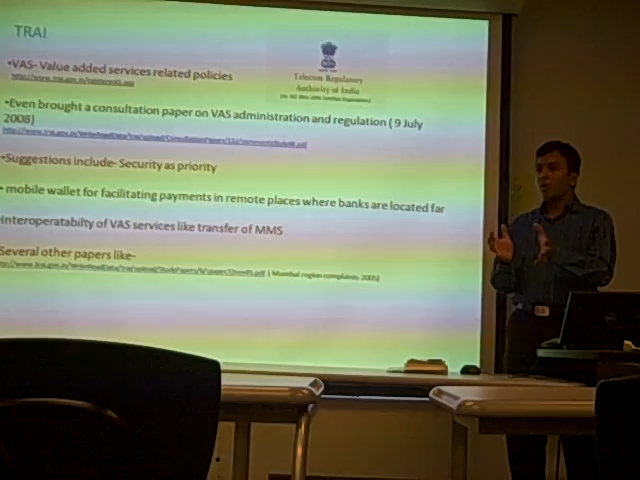 TRAI
Telecom Regulatory
Authority of India
•VAS- Value added services related policies
•Even brought a consultation paper on VAS administration and regulation ( 9 July
2008)
•Suggestions include- Security as priority
• mobile wallet for facilitating payments in remote places where banks are located far
Interoperatabilty of VAS services like transfer of MMS
Several other papers like-
( Mumbai region complaints 2005)